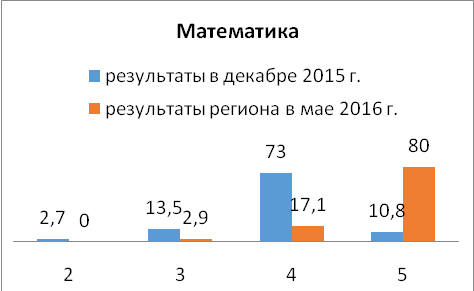 Математика
результаты в декабре 2015 г.
результаты региона в мае 2016 г.
2,7 0 13,5 2,9 73 17,1 10,8 80
2 3 4 5